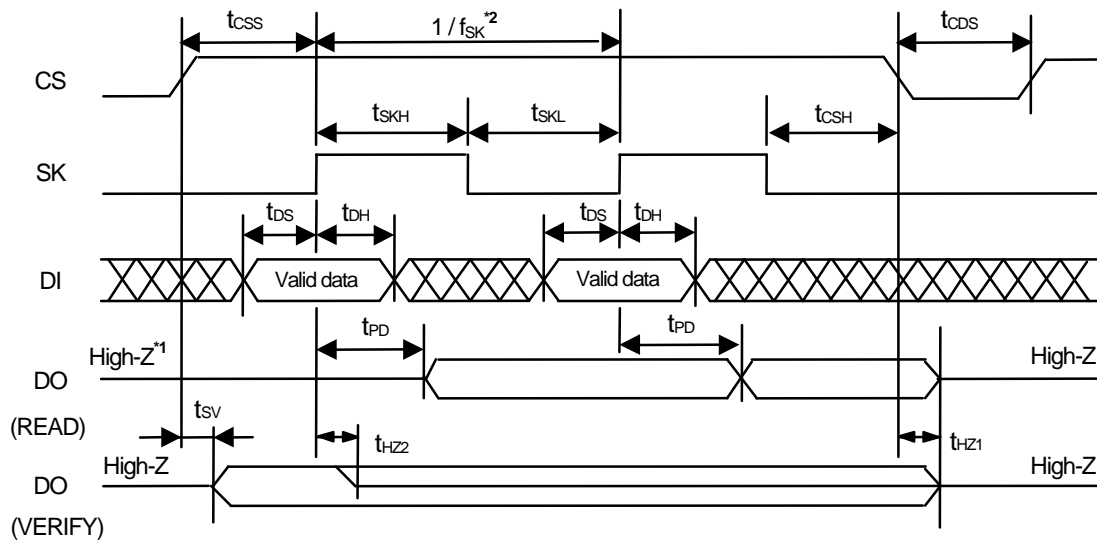 tCSS
1 / fSK*2
tCDS
CS
tSKH
tSKL
tCSH
SK
tDS
tDH
tDS
tDH
DI
Valid data
Valid data
tPD
tPD
High-Z*1
High-Z
DO
(READ)
tSV
tHZ2
tHZ1
High-Z
High-Z
DO
(VERIFY)